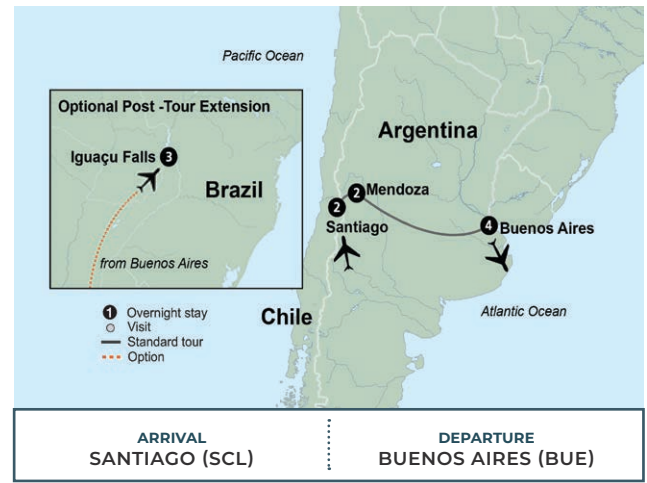 Pacific Ocean
Optional Post -Tour Extension
Iguaçu Falls 3
Brazil
from Buenos Aires
Argentina
2 Mendoza
2
Santiago
4 Buenos Aires
Chile
Atlantic Ocean
1 Overnight stay
Visit
Standard tour
Option
ARRIVAL
SANTIAGO (SCL)
DEPARTURE
BUENOS AIRES (BUE)